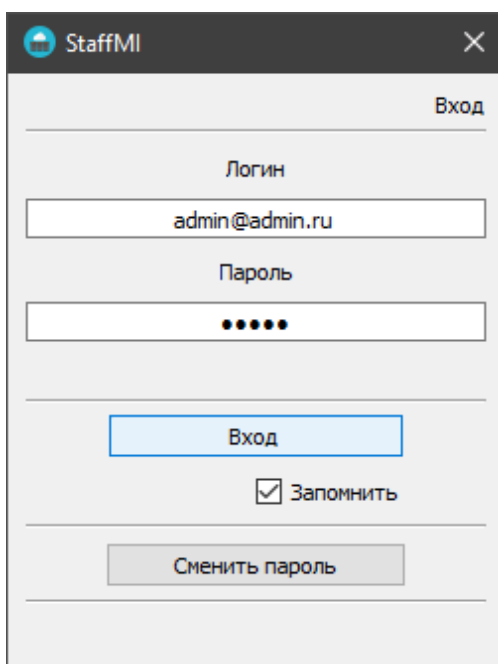 StaffMI
Вход
Логин
admin@admin.ru
Пароль
•••••
Вход
Запомнить
Сменить пароль